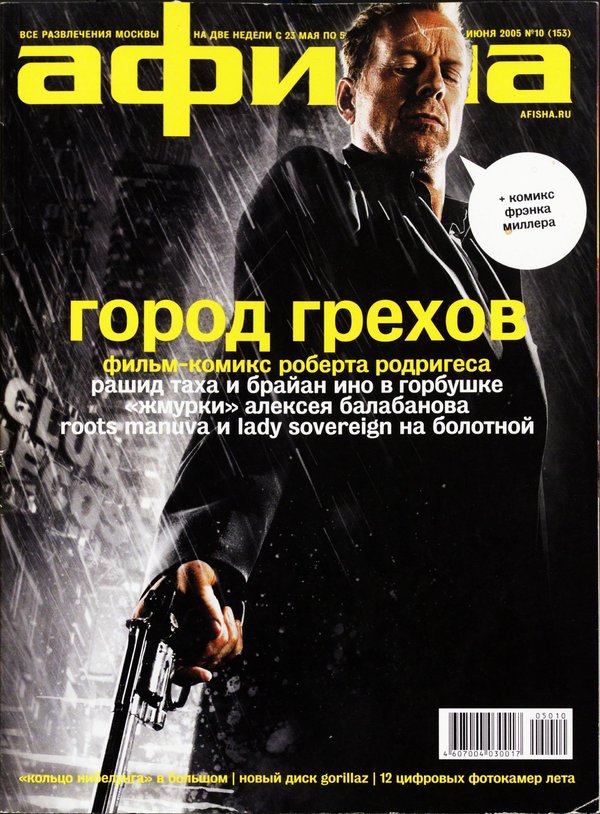 ВСЕ РАЗВЛЕЧЕНИЯ МОСКВЫ НА ДВЕ НЕДЕЛИ С 23 МАЯ ПО 5 ИЮНЯ 2005 №10 (153)
афиша
AFISHA.RU
+ комикс
фрэнка
миллера
город грехов
фильм-комикс роберта родригеса
рашид таха и брайан ино в горбушке
«жмурки» алексея балабанова
roots manuva и lady sovereign на болотной
CLUB
05010
4 607004 030017
«кольцо нибелунга» в большом | новый диск gorillaz | 12 цифровых фотокамер лета